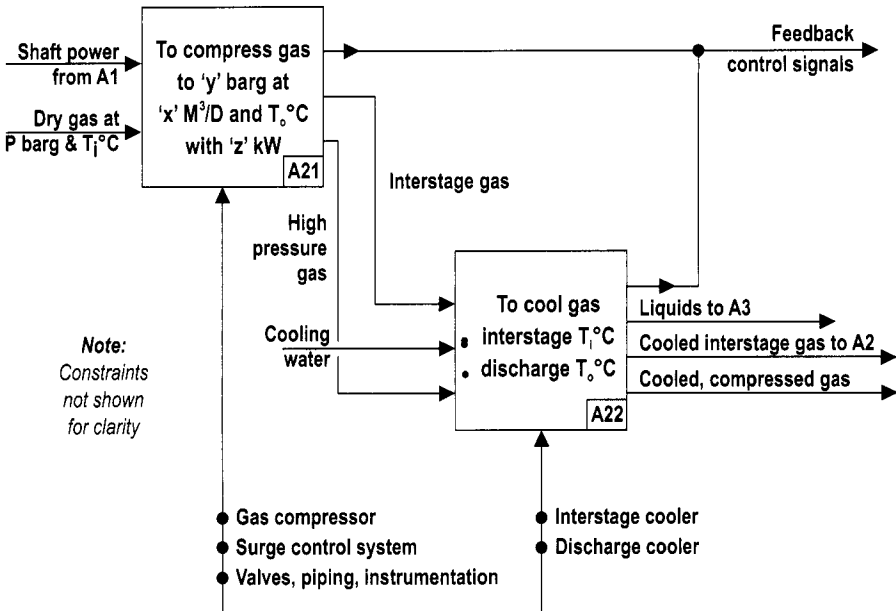 Shaft power
from A1
Dry gas at
P barg & Ti°C
To compress gas
to ‘y’ barg at
‘x’ M³/D and To°C
with ‘z’ kW
A21
Feedback
control signals
Interstage gas
High
pressure
gas
Cooling
water
To cool gas
• interstage Ti°C
• discharge To°C
A22
Liquids to A3
Cooled interstage gas to A2
Cooled, compressed gas
Note:
Constraints
not shown
for clarity
• Gas compressor
• Surge control system
• Valves, piping, instrumentation
• Interstage cooler
• Discharge cooler